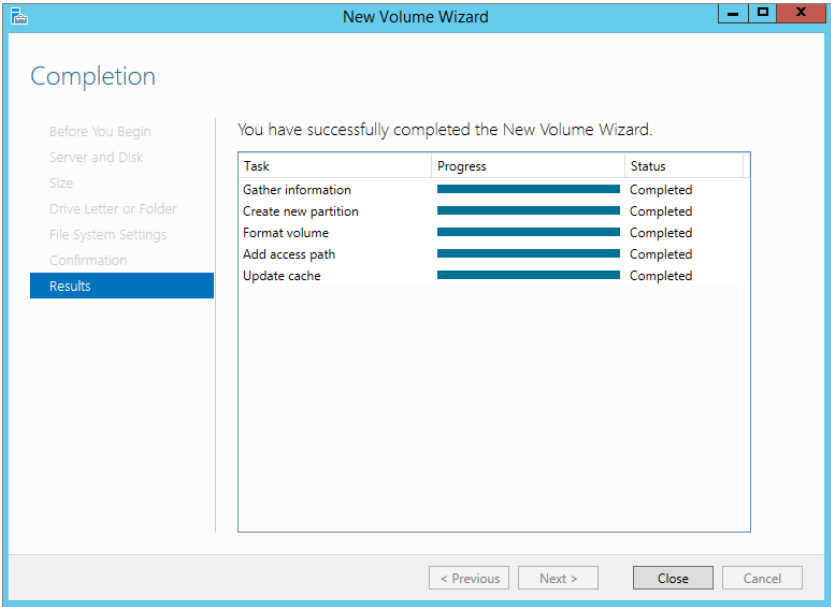 New Volume Wizard
Completion
Before You Begin
Server and Disk
Size
Drive Letter or Folder
File System Settings
Confirmation
Results
You have successfully completed the New Volume Wizard.
Task Progress Status
Gather information Completed
Create new partition Completed
Format volume Completed
Add access path Completed
Update cache Completed
< Previous Next > Close Cancel